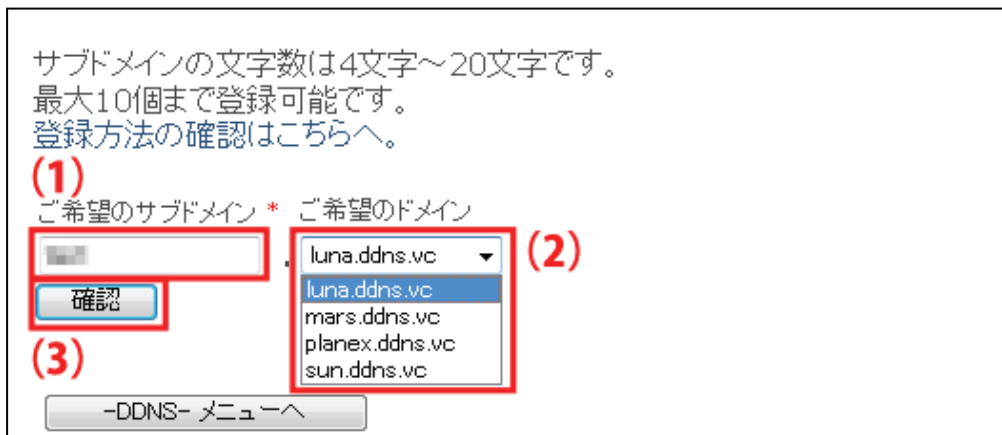 サブドメインの文字数は4文字～20文字です。
最大10個まで登録可能です。
登録方法の確認はこちらへ。
(1)
ご希望のサブドメイン * ご希望のドメイン
. luna.ddns.vc (2)
luna.ddns.vc
確認
mars.ddns.vc
planex.ddns.vc
(3)
sun.ddns.vc
-DDNS- メニューへ